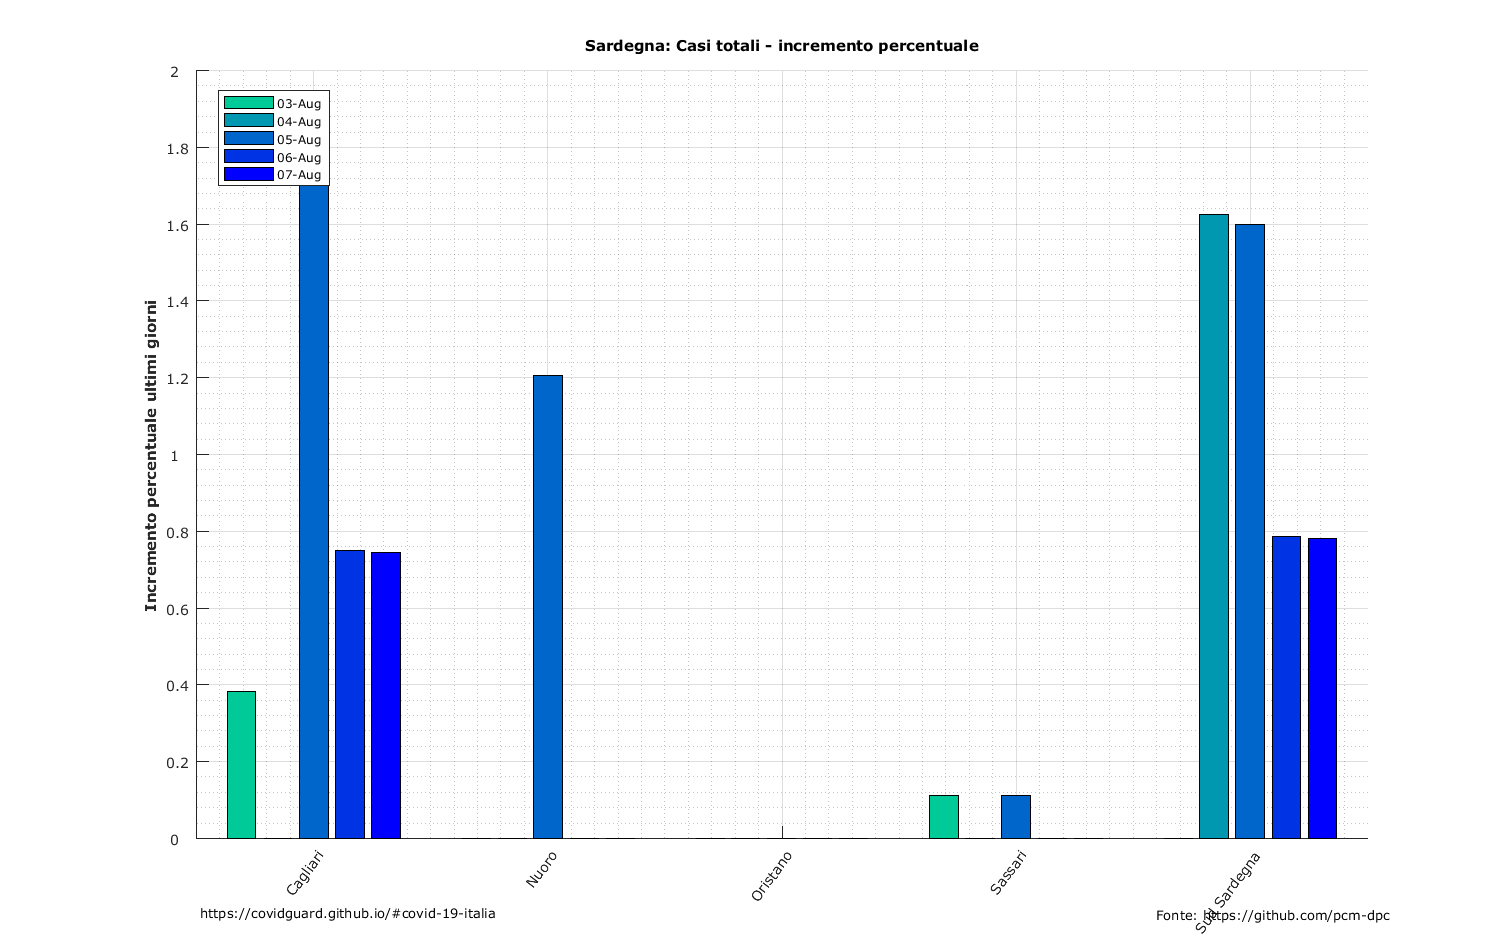 Sardegna: Casi totali - incremento percentuale
2
1.8
1.6
1.4
1.2
1
0.8
0.6
0.4
0.2
0
Incremento percentuale ultimi giorni
03-Aug
04-Aug
05-Aug
06-Aug
07-Aug
Cagliari
Nuoro
Oristano
Sassari
Sud Sardegna
https://covidguard.github.io/#covid-19-italia
Fonte: https://github.com/pcm-dpc